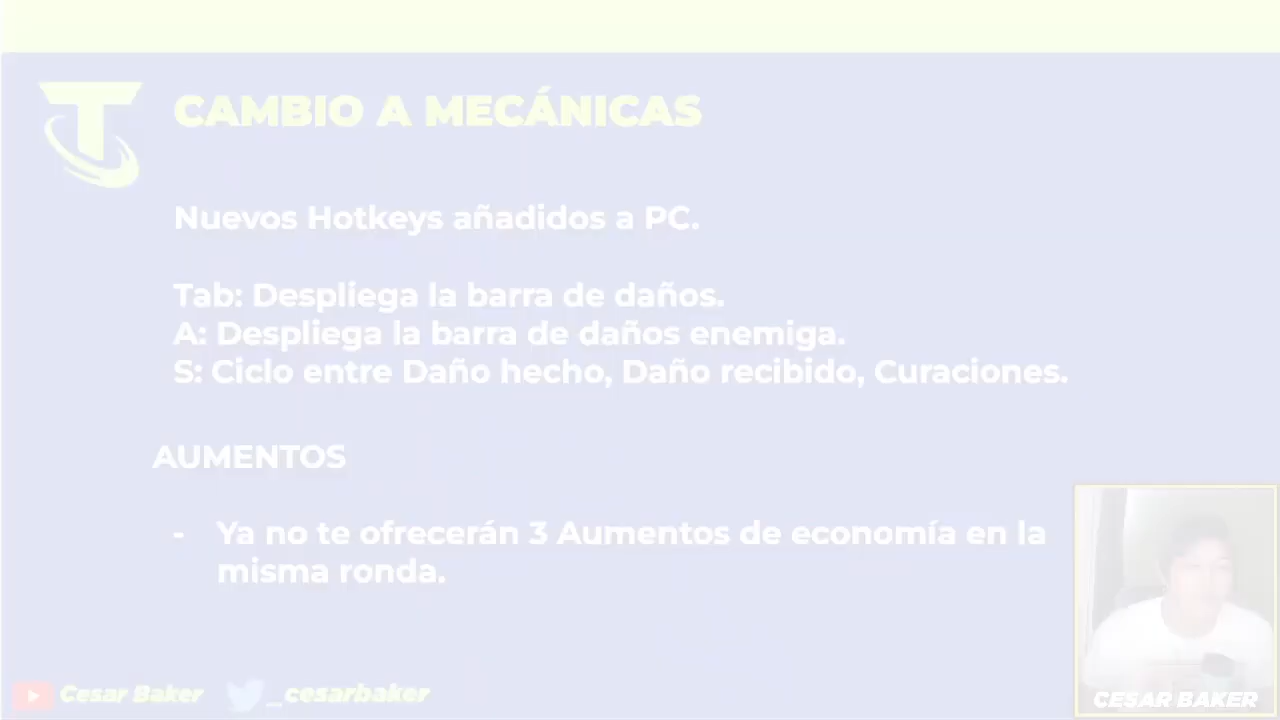 T
CAMBIO A MECÁNICAS
Nuevos Hotkeys añadidos a PC.
Tab: Despliega la barra de daños.
A: Despliega la barra de daños enemiga.
S: Ciclo entre Daño hecho, Daño recibido, Curaciones.
AUMENTOS
- Ya no te ofrecerán 3 Aumentos de economía en la
misma ronda.
Cesar Baker
_cesarbaker
CESAR BAKER